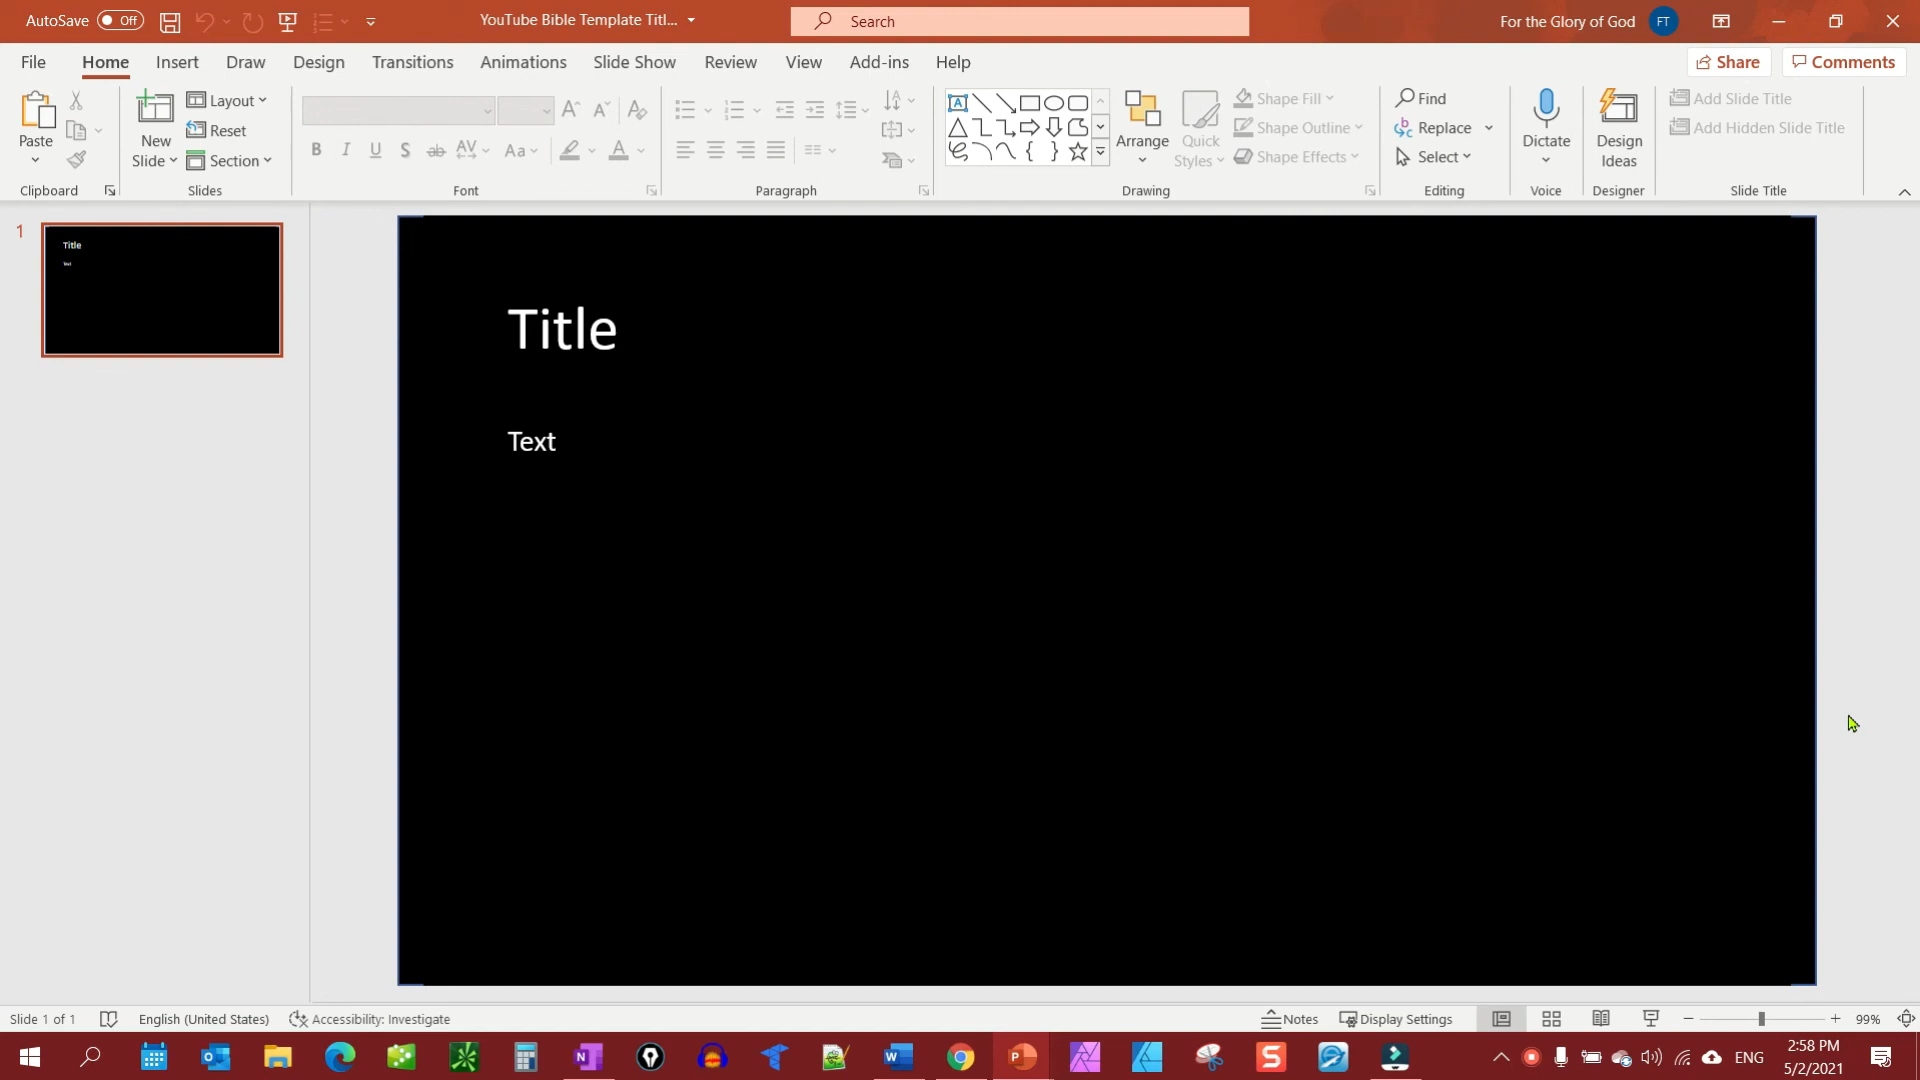 AutoSave Off YouTube Bible Template Titl... Search For the Glory of God FT
File Home Insert Draw Design Transitions Animations Slide Show Review View Add-ins Help Share Comments
Paste
Clipboard
New
Slide
Layout
Reset
Section
Slides
B I U S ab AV Aa A
Font
Paragraph
Arrange
Quick
Styles
Shape Fill
Shape Outline
Shape Effects
Drawing
Find
Replace
Select
Editing
Dictate
Voice
Design
Ideas
Designer
Add Slide Title
Add Hidden Slide Title
Slide Title
1
Title
Text
Title
Text
Slide 1 of 1 English (United States) Accessibility: Investigate Notes Display Settings 99%
ENG
2:58 PM
5/2/2021